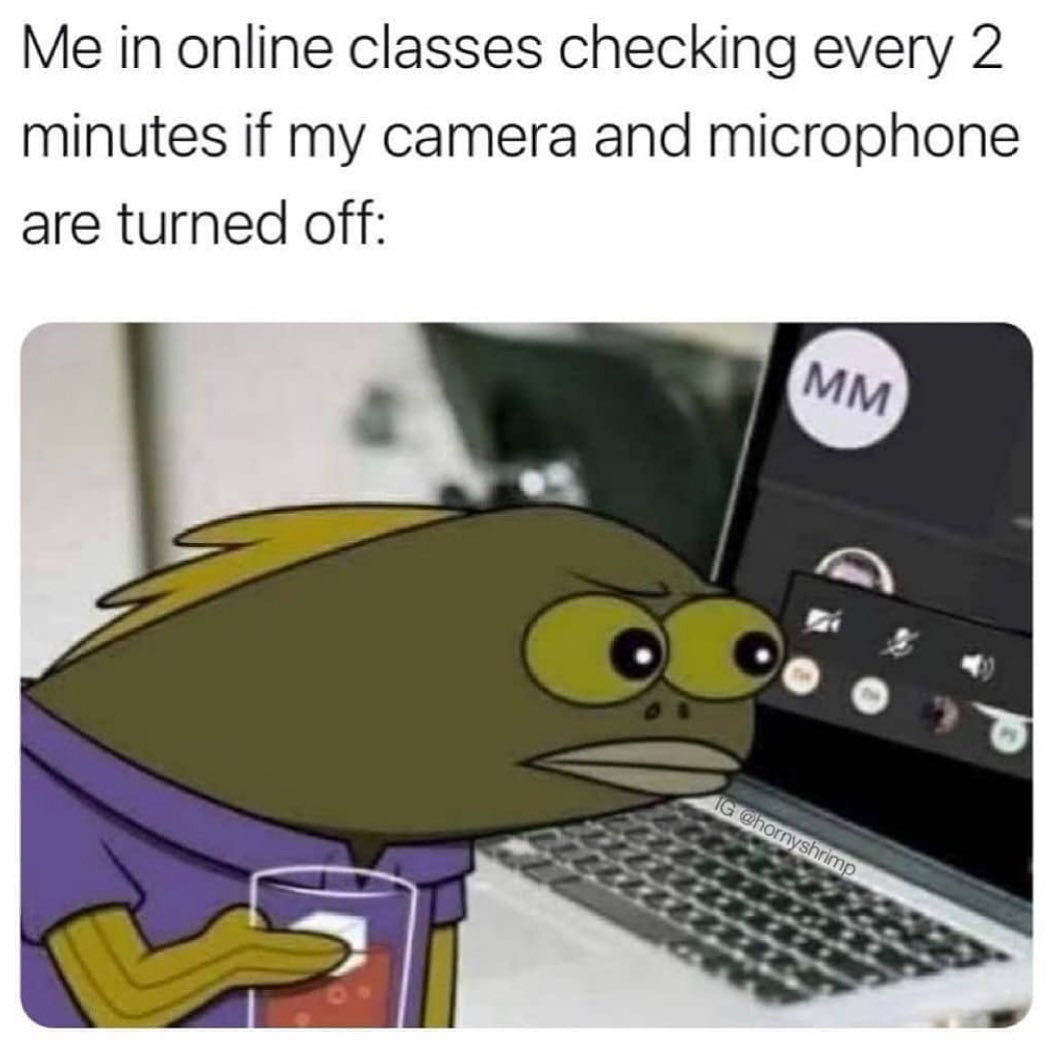 Me in online classes checking every 2
minutes if my camera and microphone
are turned off:
MM
IG @hornyshrimp